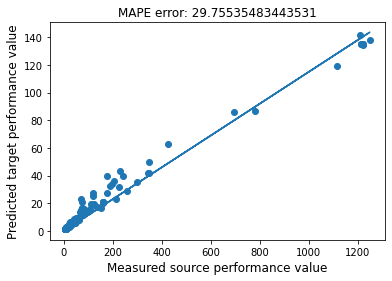 MAPE error: 29.75535483443531
Predicted target performance value
140
120
100
80
60
40
20
0
0 200 400 600 800 1000 1200
Measured source performance value